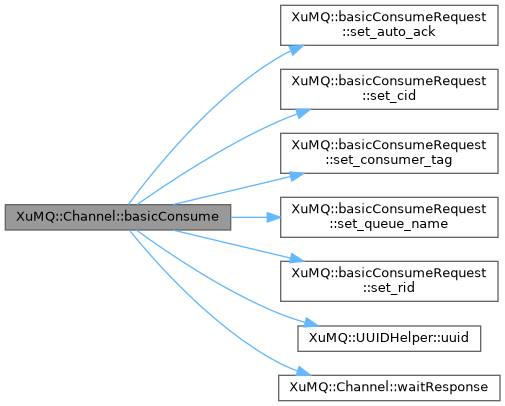 XuMQ::basicConsumeRequest
::set_auto_ack
XuMQ::basicConsumeRequest
::set_cid
XuMQ::basicConsumeRequest
::set_consumer_tag
XuMQ::Channel::basicConsume
XuMQ::basicConsumeRequest
::set_queue_name
XuMQ::basicConsumeRequest
::set_rid
XuMQ::UUIDHelper::uuid
XuMQ::Channel::waitResponse